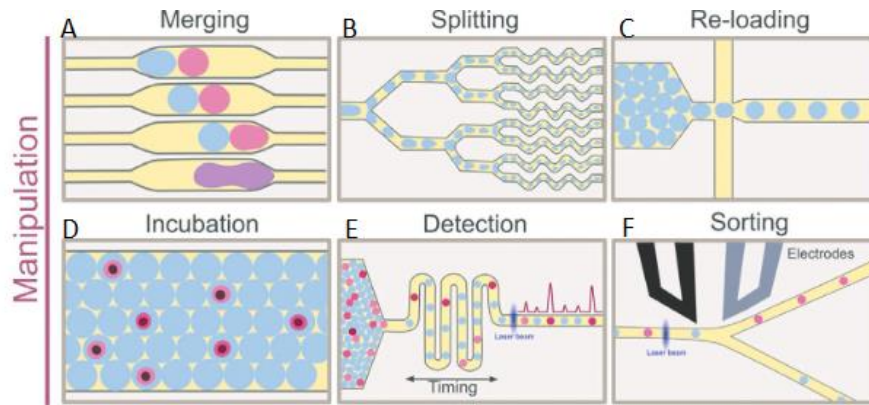 Manipulation
A Merging
B Splitting
C Re-loading
D Incubation
E Detection
Laser beam
Timing
F Sorting
Electrodes
Laser beam